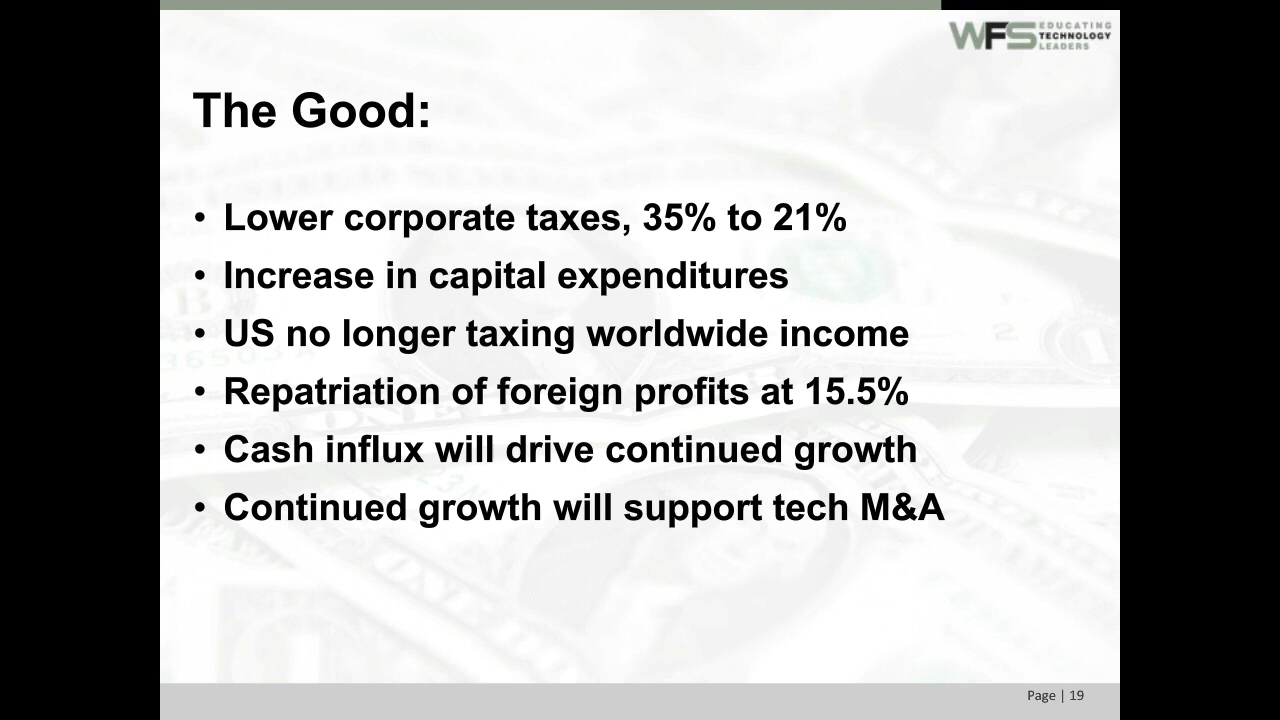 WFS EDUCATING
TECHNOLOGY
LEADERS
The Good:
• Lower corporate taxes, 35% to 21%
• Increase in capital expenditures
• US no longer taxing worldwide income
• Repatriation of foreign profits at 15.5%
• Cash influx will drive continued growth
• Continued growth will support tech M&A
Page | 19